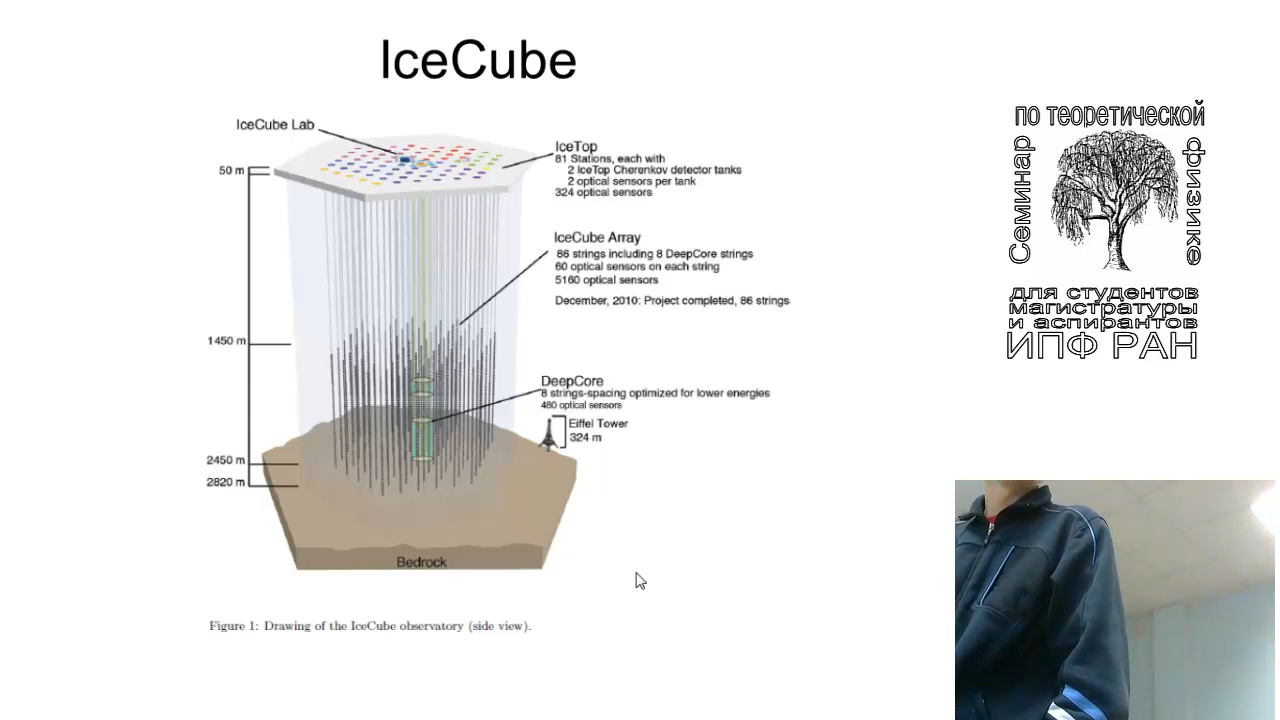 IceCube
IceCube Lab
50 m
1450 m
2450 m
2820 m
IceTop
81 Stations, each with
2 IceTop Cherenkov detector tanks
2 optical sensors per tank
324 optical sensors
IceCube Array
86 strings including 8 DeepCore strings
60 optical sensors on each string
5160 optical sensors
December, 2010: Project completed, 86 strings
DeepCore
8 strings-spacing optimized for lower energies
480 optical sensors
Eiffel Tower
324 m
Bedrock
Figure 1: Drawing of the IceCube observatory (side view).
Семинар
по теоретической
физике
для студентов
магистратуры
и аспирантов
ИПФ РАН